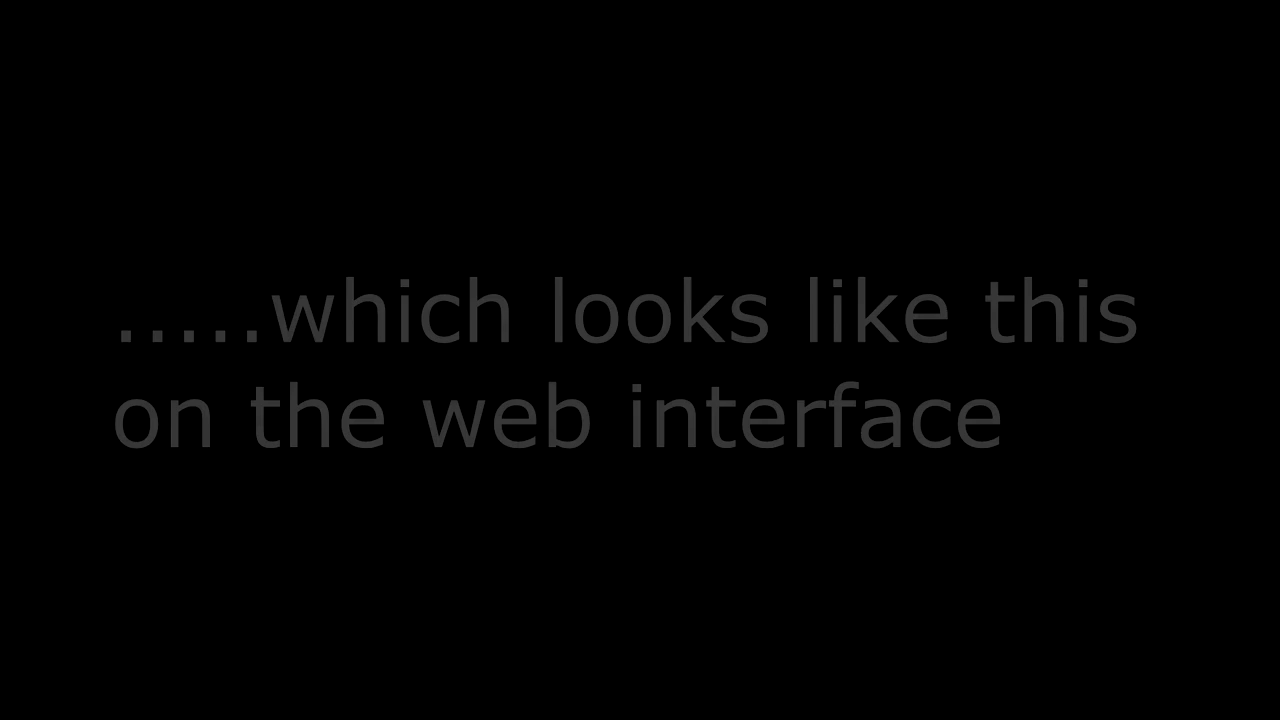 .....which looks like this
on the web interface